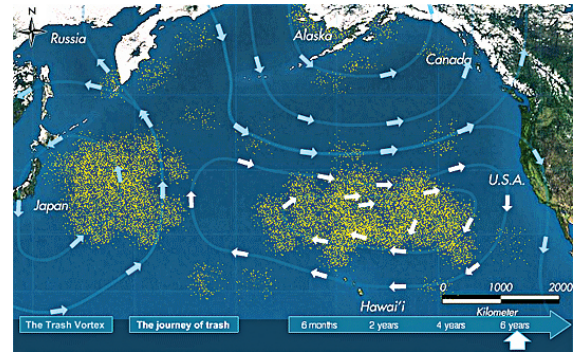 N
Russia
Alaska
Canada
U.S.A.
Japan
Hawai'i
0 1000 2000
Kilometer
The Trash Vortex
The journey of trash
6 months
2 years
4 years
6 years